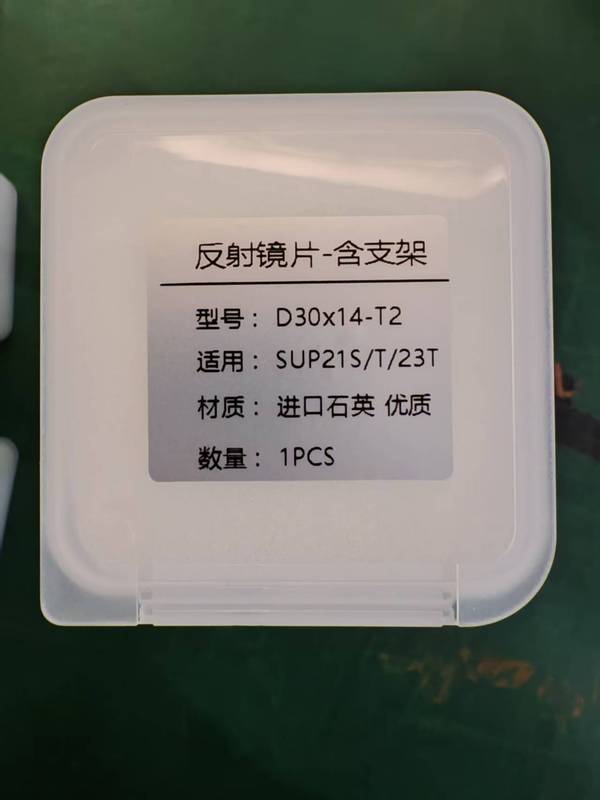 反射镜片-含支架
型号： D30x14-T2
适用： SUP21S/T/23T
材质： 进口石英 优质
数量： 1PCS